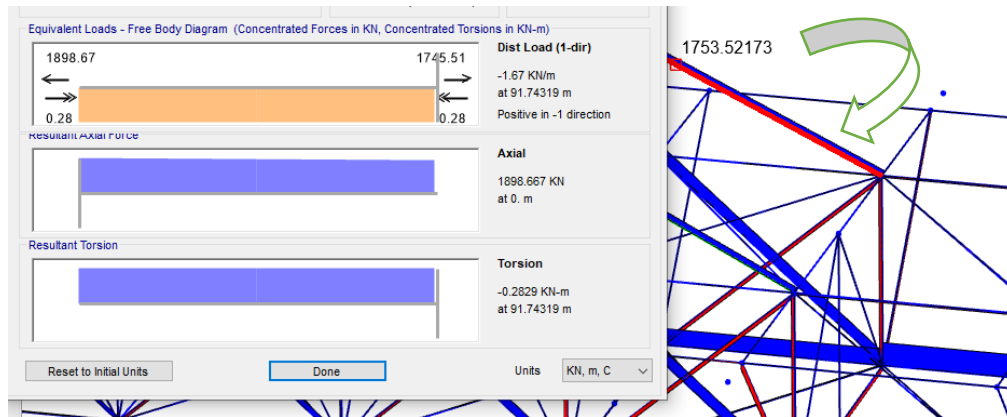 Equivalent Loads - Free Body Diagram (Concentrated Forces in KN, Concentrated Torsions in KN-m)
1898.67
1745.51
0.28
0.28
Dist Load (1-dir)
-1.67 KN/m
at 91.74319 m
Positive in -1 direction
Resultant Axial Force
Axial
1898.667 KN
at 0. m
Resultant Torsion
Torsion
-0.2829 KN-m
at 91.74319 m
Reset to Initial Units
Done
Units
KN, m, C
1753.52173